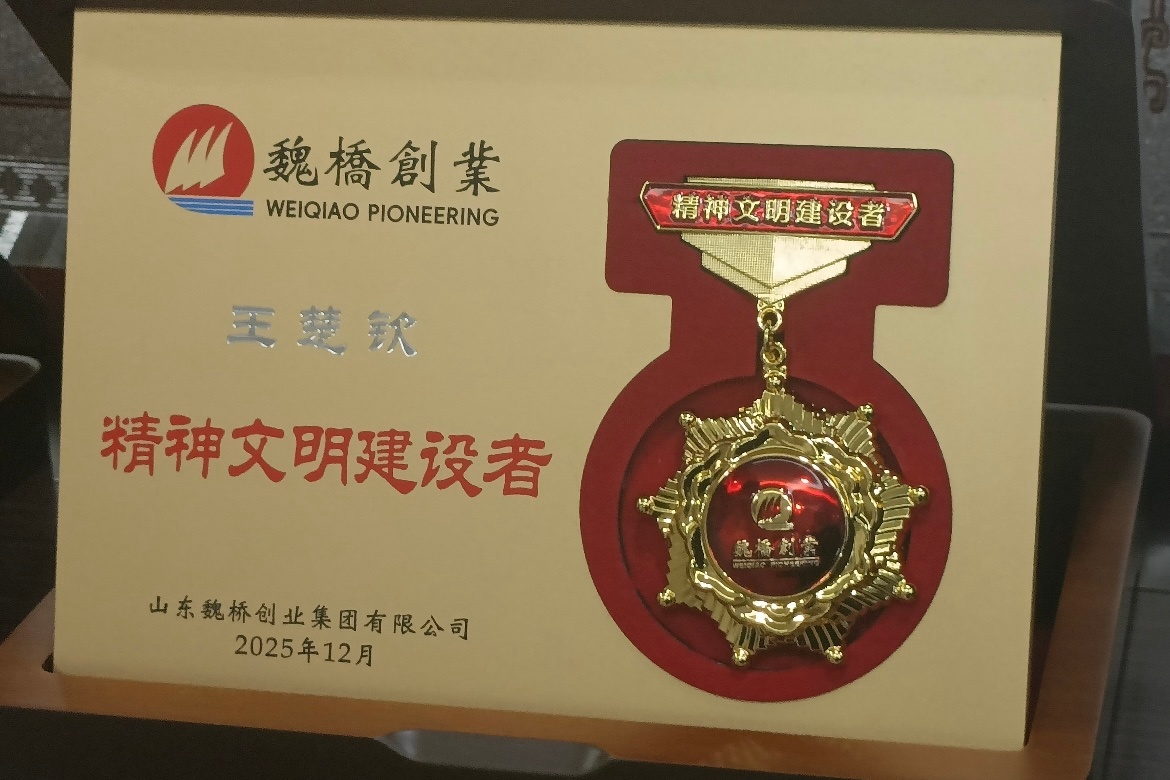 魏橋創業
WEIQIAO PIONEERING
王楚钦
精神文明建设者
山东魏桥创业集团有限公司
2025年12月
精神文明建设者
魏橋創業
WEIQIAO PIONEERING